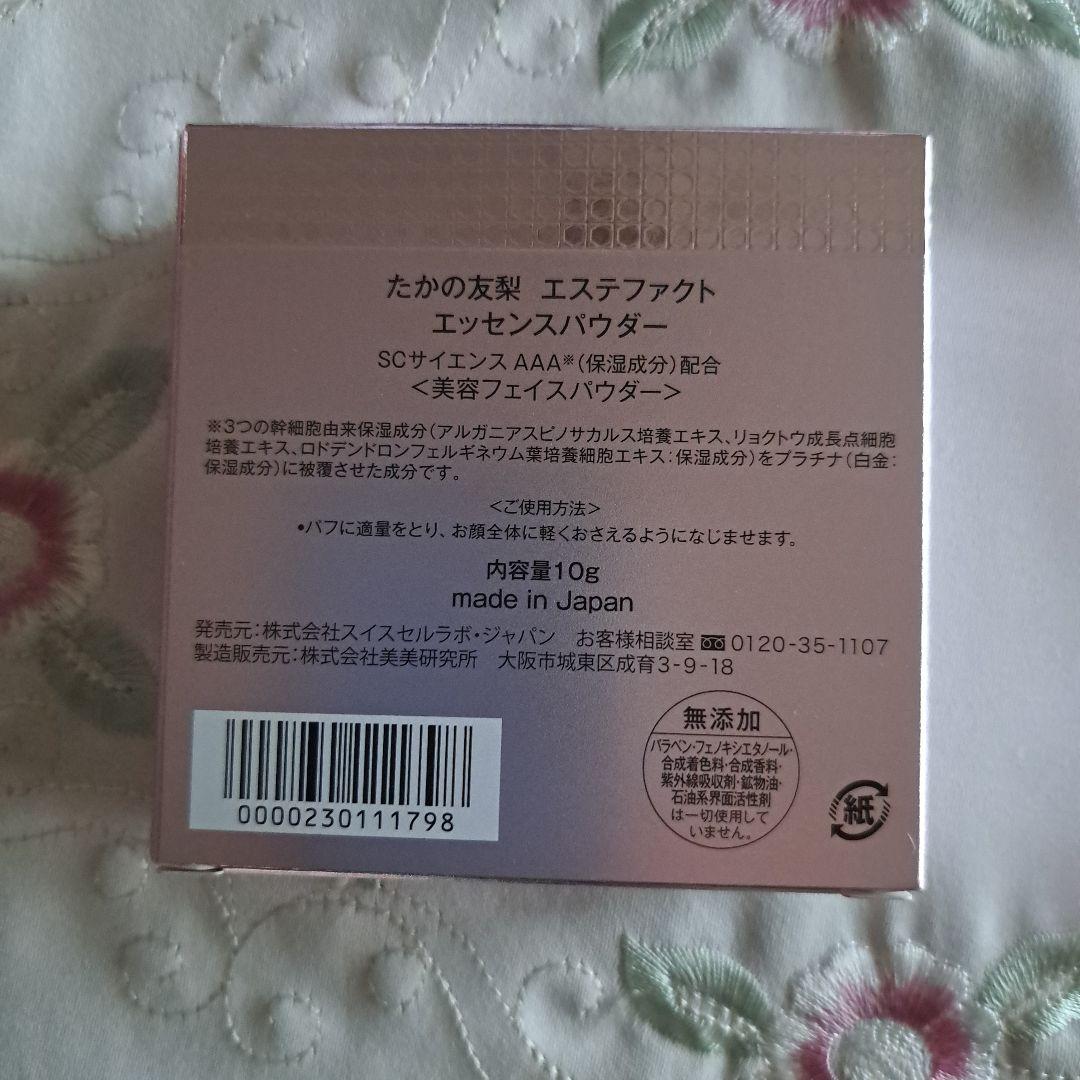 たかの友梨 エステファクト
エッセンスパウダー
SCサイエンス AAA※(保湿成分)配合
<美容フェイスパウダー>
※3つの幹細胞由来保湿成分(アルガニアスピノサカルス培養エキス、リョクトウ成長点細胞
培養エキス、ロドデンドロンフェルギネウム葉培養細胞エキス:保湿成分)をプラチナ(白金:
保湿成分)に被覆させた成分です。
<ご使用方法>
•パフに適量をとり、お顔全体に軽くおさえるようになじませます。
内容量10g
made in Japan
発売元:株式会社スイスセルラボ・ジャパン お客様相談室 0120-35-1107
製造販売元:株式会社美美研究所 大阪市城東区成育3-9-18
0000230111798
無添加
パラベン・フェノキシエタノール・
合成着色料・合成香料・
紫外線吸収剤・鉱物油・
石油系界面活性剤
は一切使用して
いません。
紙